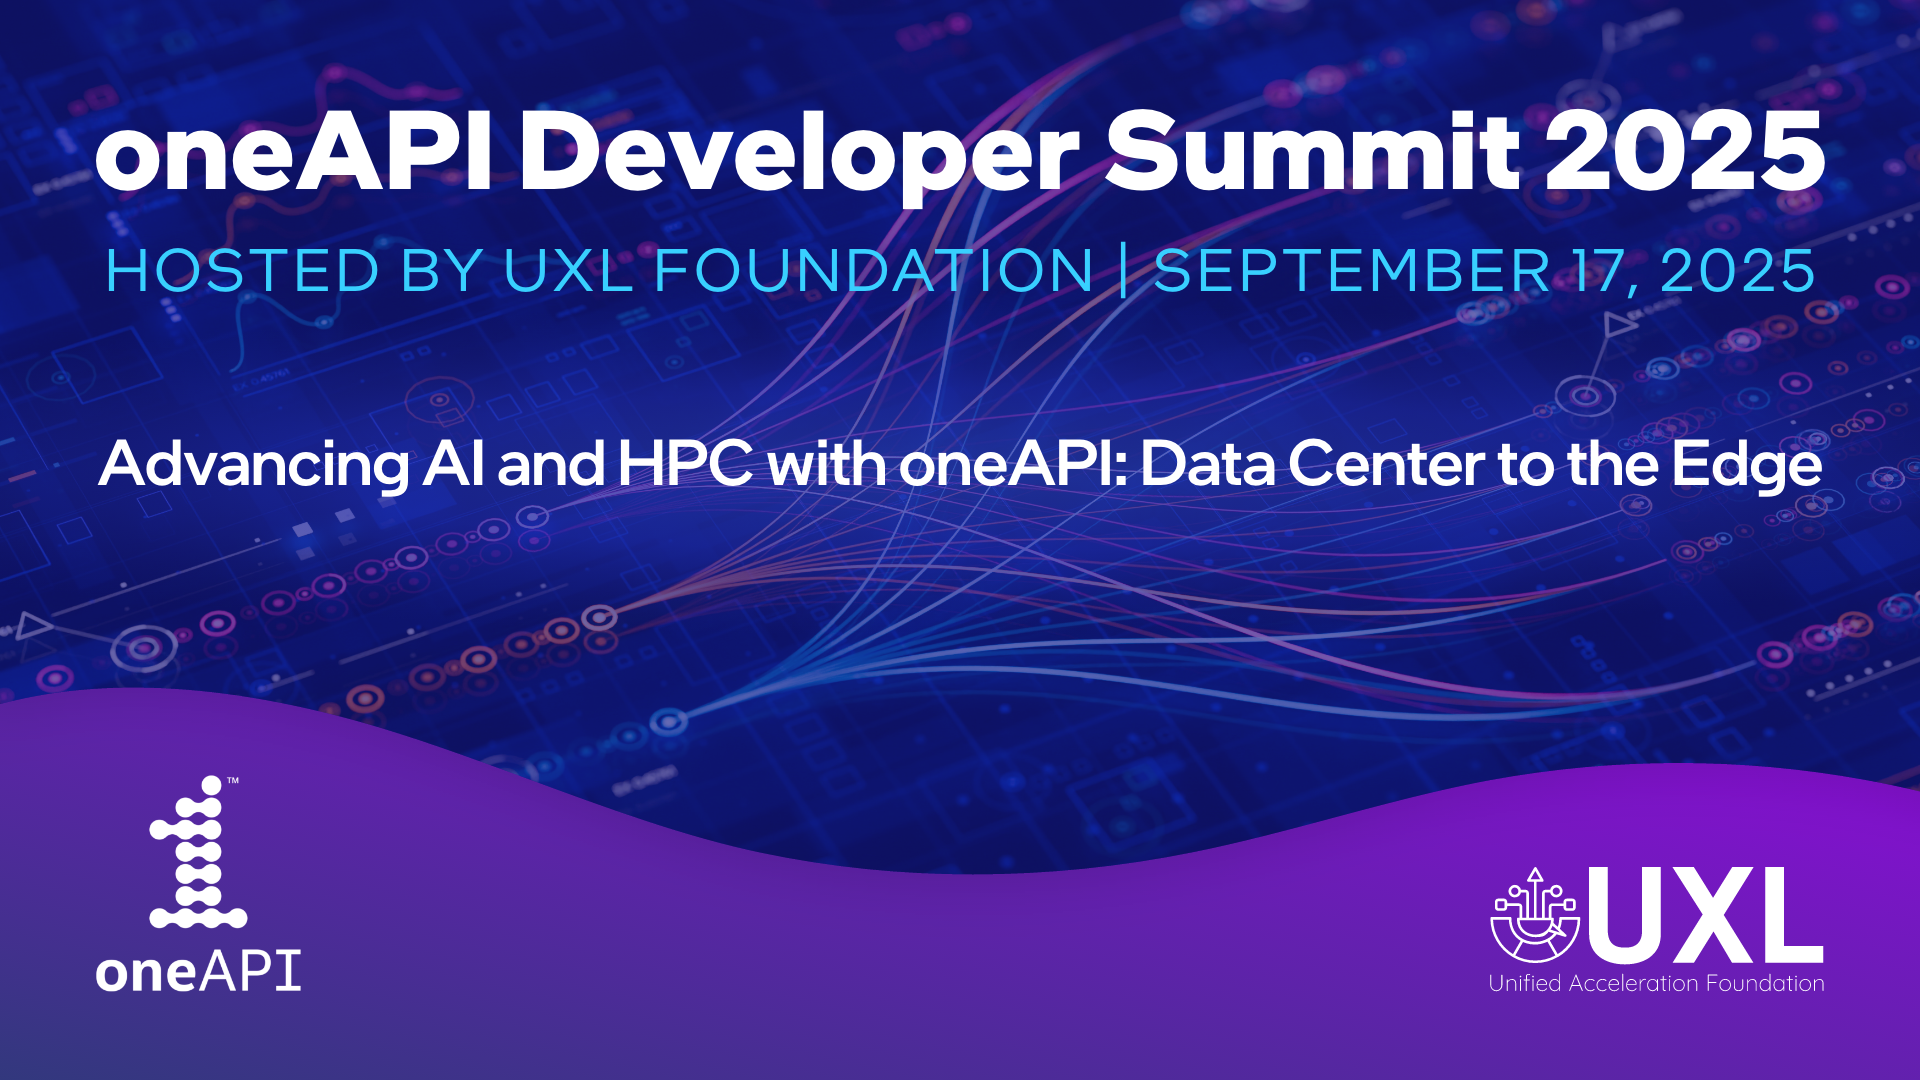 oneAPI Developer Summit 2025
HOSTED BY UXL FOUNDATION | SEPTEMBER 17, 2025
Advancing AI and HPC with oneAPI: Data Center to the Edge
™
oneAPI
UXL
Unified Acceleration Foundation